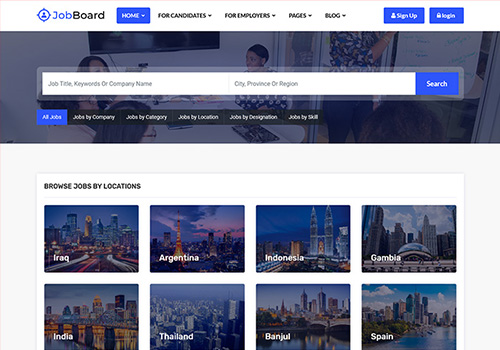 JobBoard HOME FOR CANDIDATES FOR EMPLOYERS PAGES BLOG Sign Up login
Job Title, Keywords Or Company Name City, Province Or Region Search
All Jobs Jobs by Company Jobs by Category Jobs by Location Jobs by Designation Jobs by Skill
BROWSE JOBS BY LOCATIONS
Iraq Argentina Indonesia Gambia
India Thailand Banjul Spain